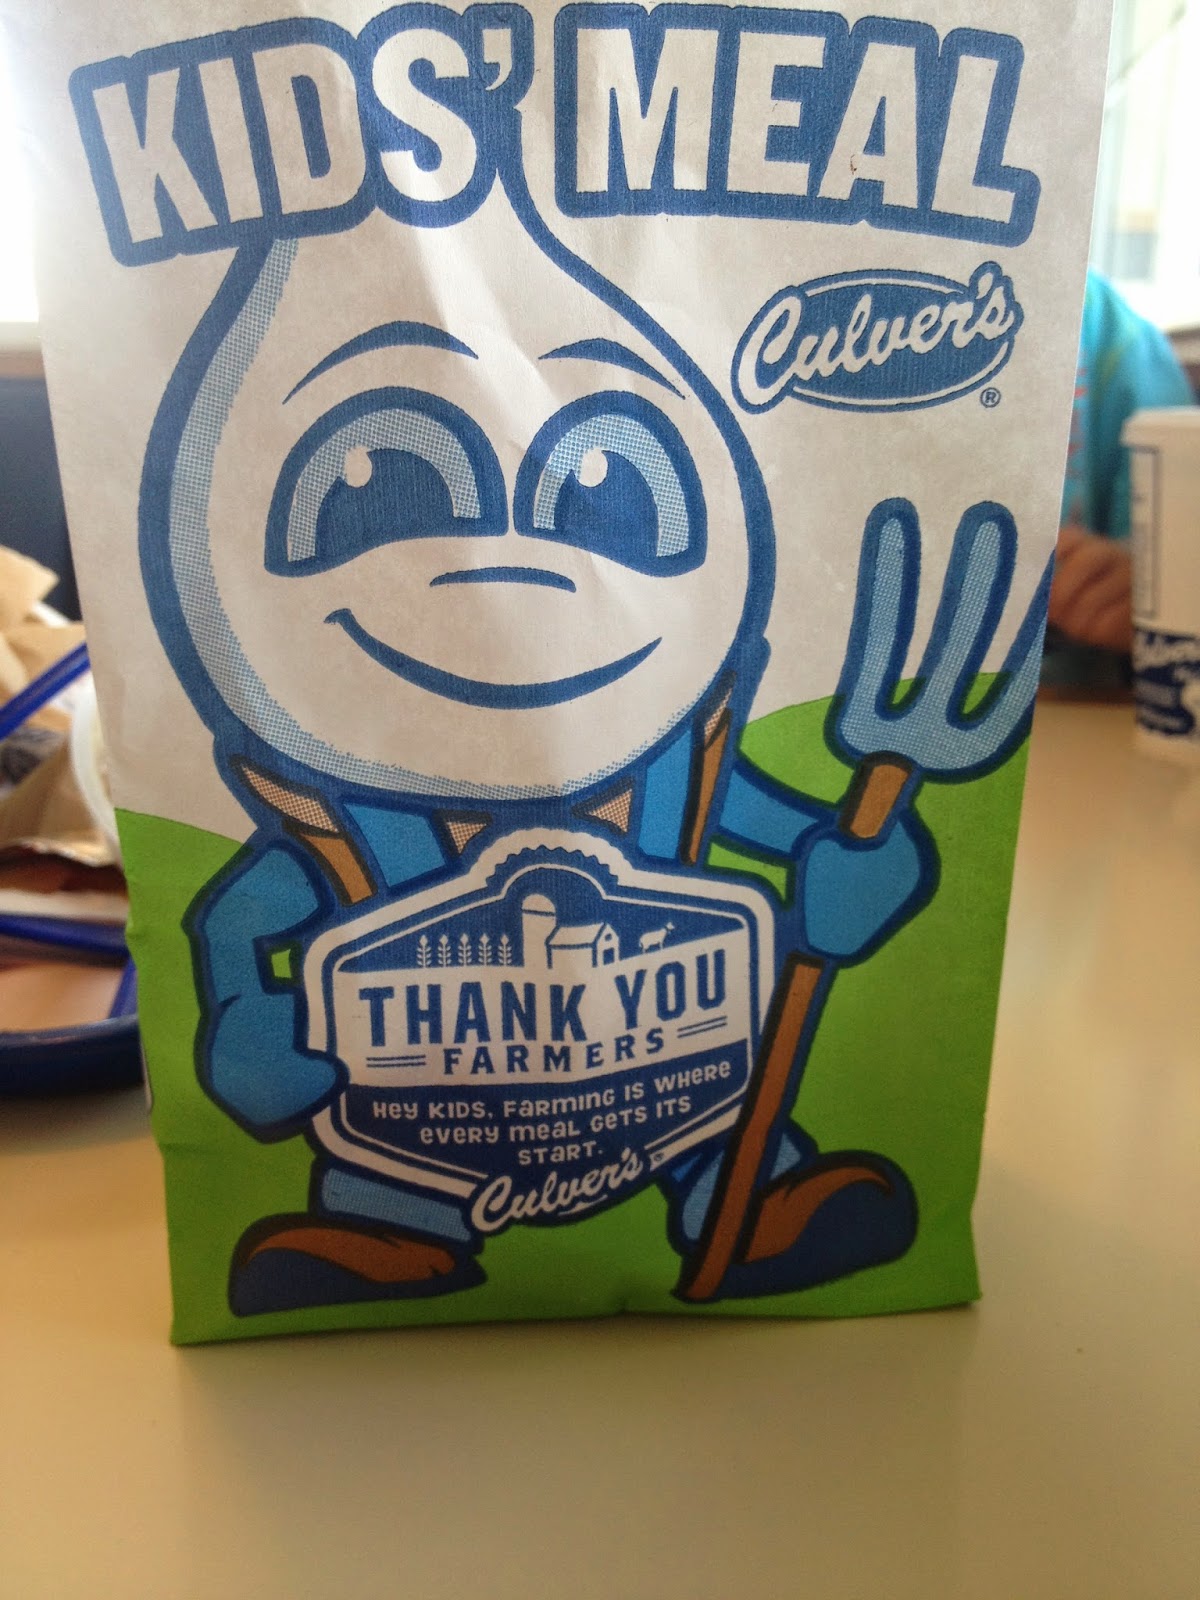 KIDS' MEAL
Culver's
®
THANK YOU
FARMERS
Hey KIDS, FARMING IS WHERE
EVERY MEAL GETS ITS
START.
Culver's